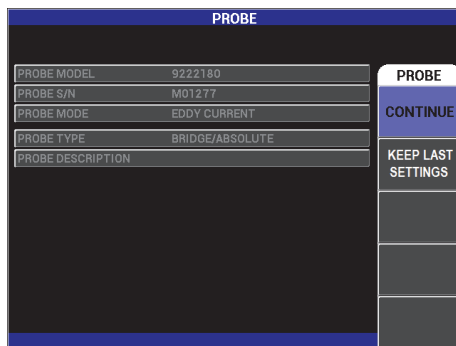 PROBE
PROBE MODEL 9222180
PROBE S/N M01277
PROBE MODE EDDY CURRENT
PROBE TYPE BRIDGE/ABSOLUTE
PROBE DESCRIPTION
PROBE
CONTINUE
KEEP LAST
SETTINGS